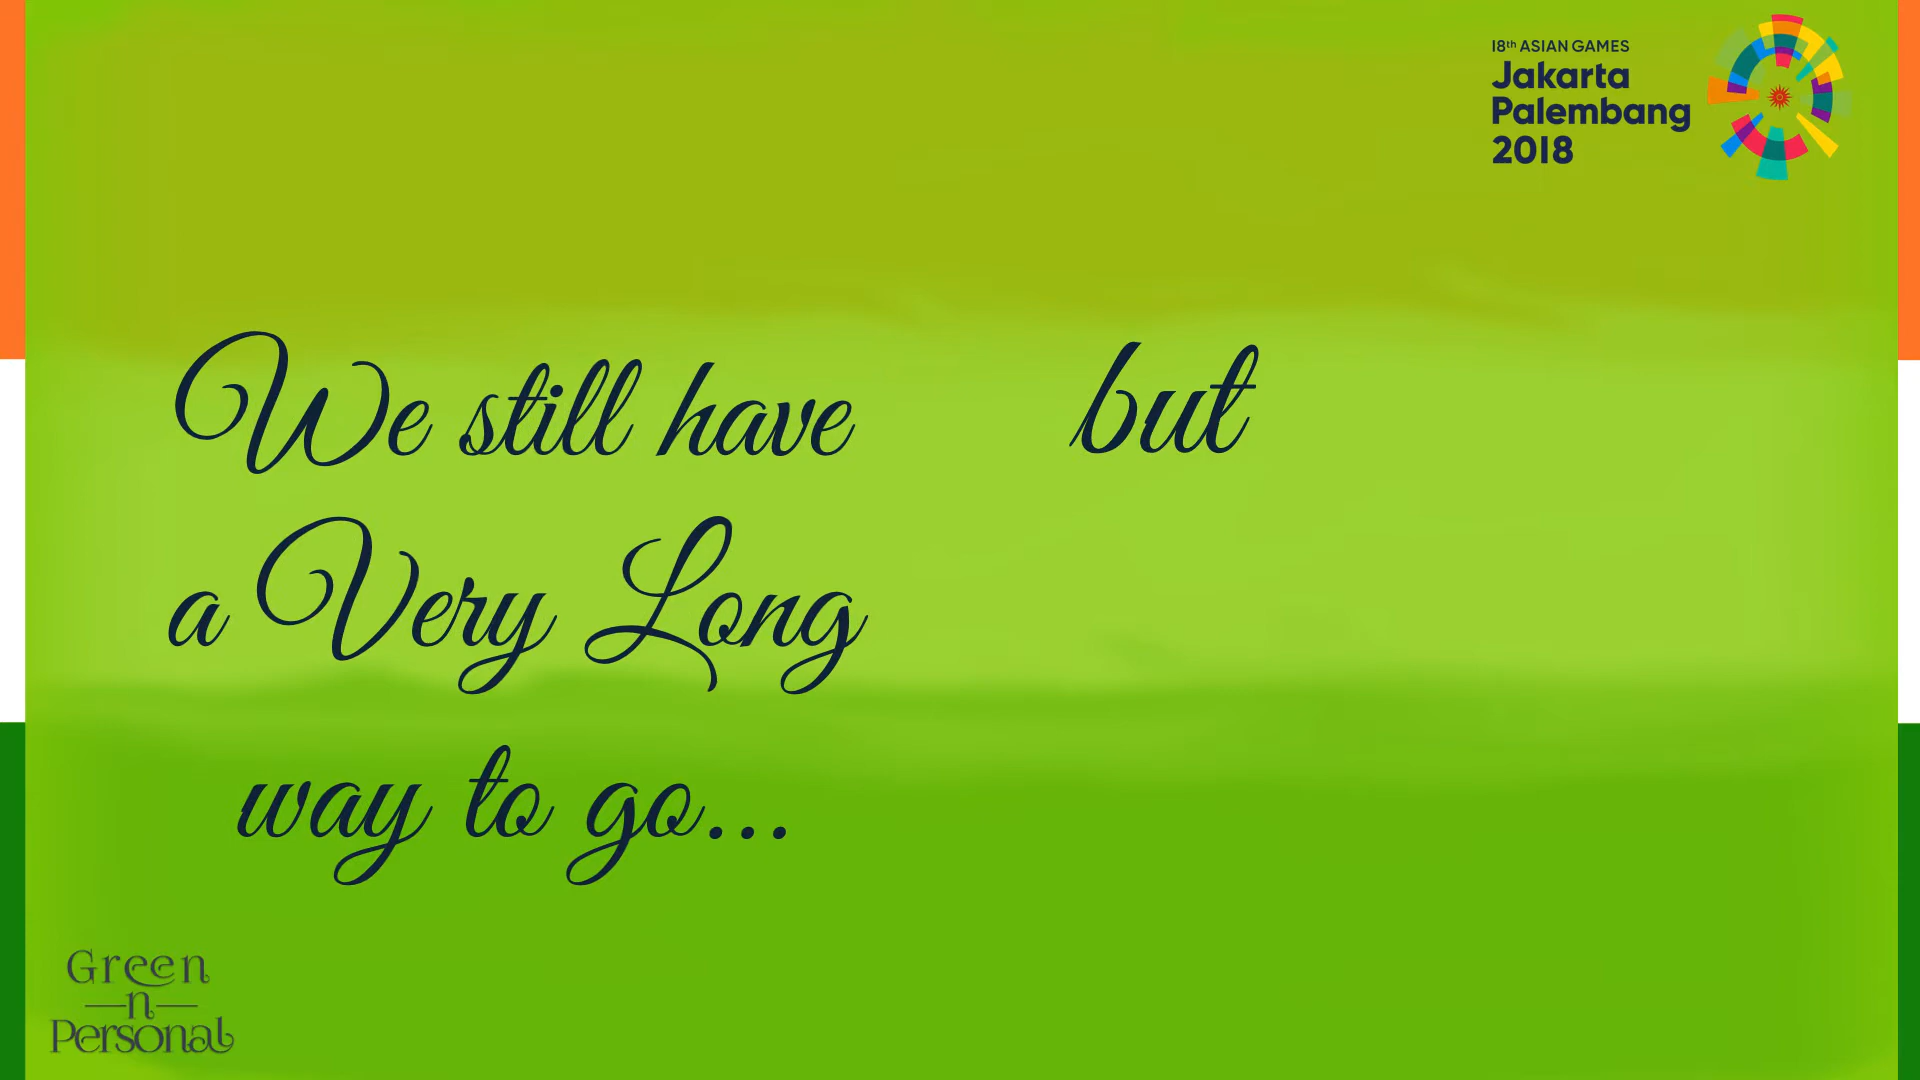 18th ASIAN GAMES
Jakarta
Palembang
2018
We still have
a Very Long
way to go...
but
Green
n
Personal